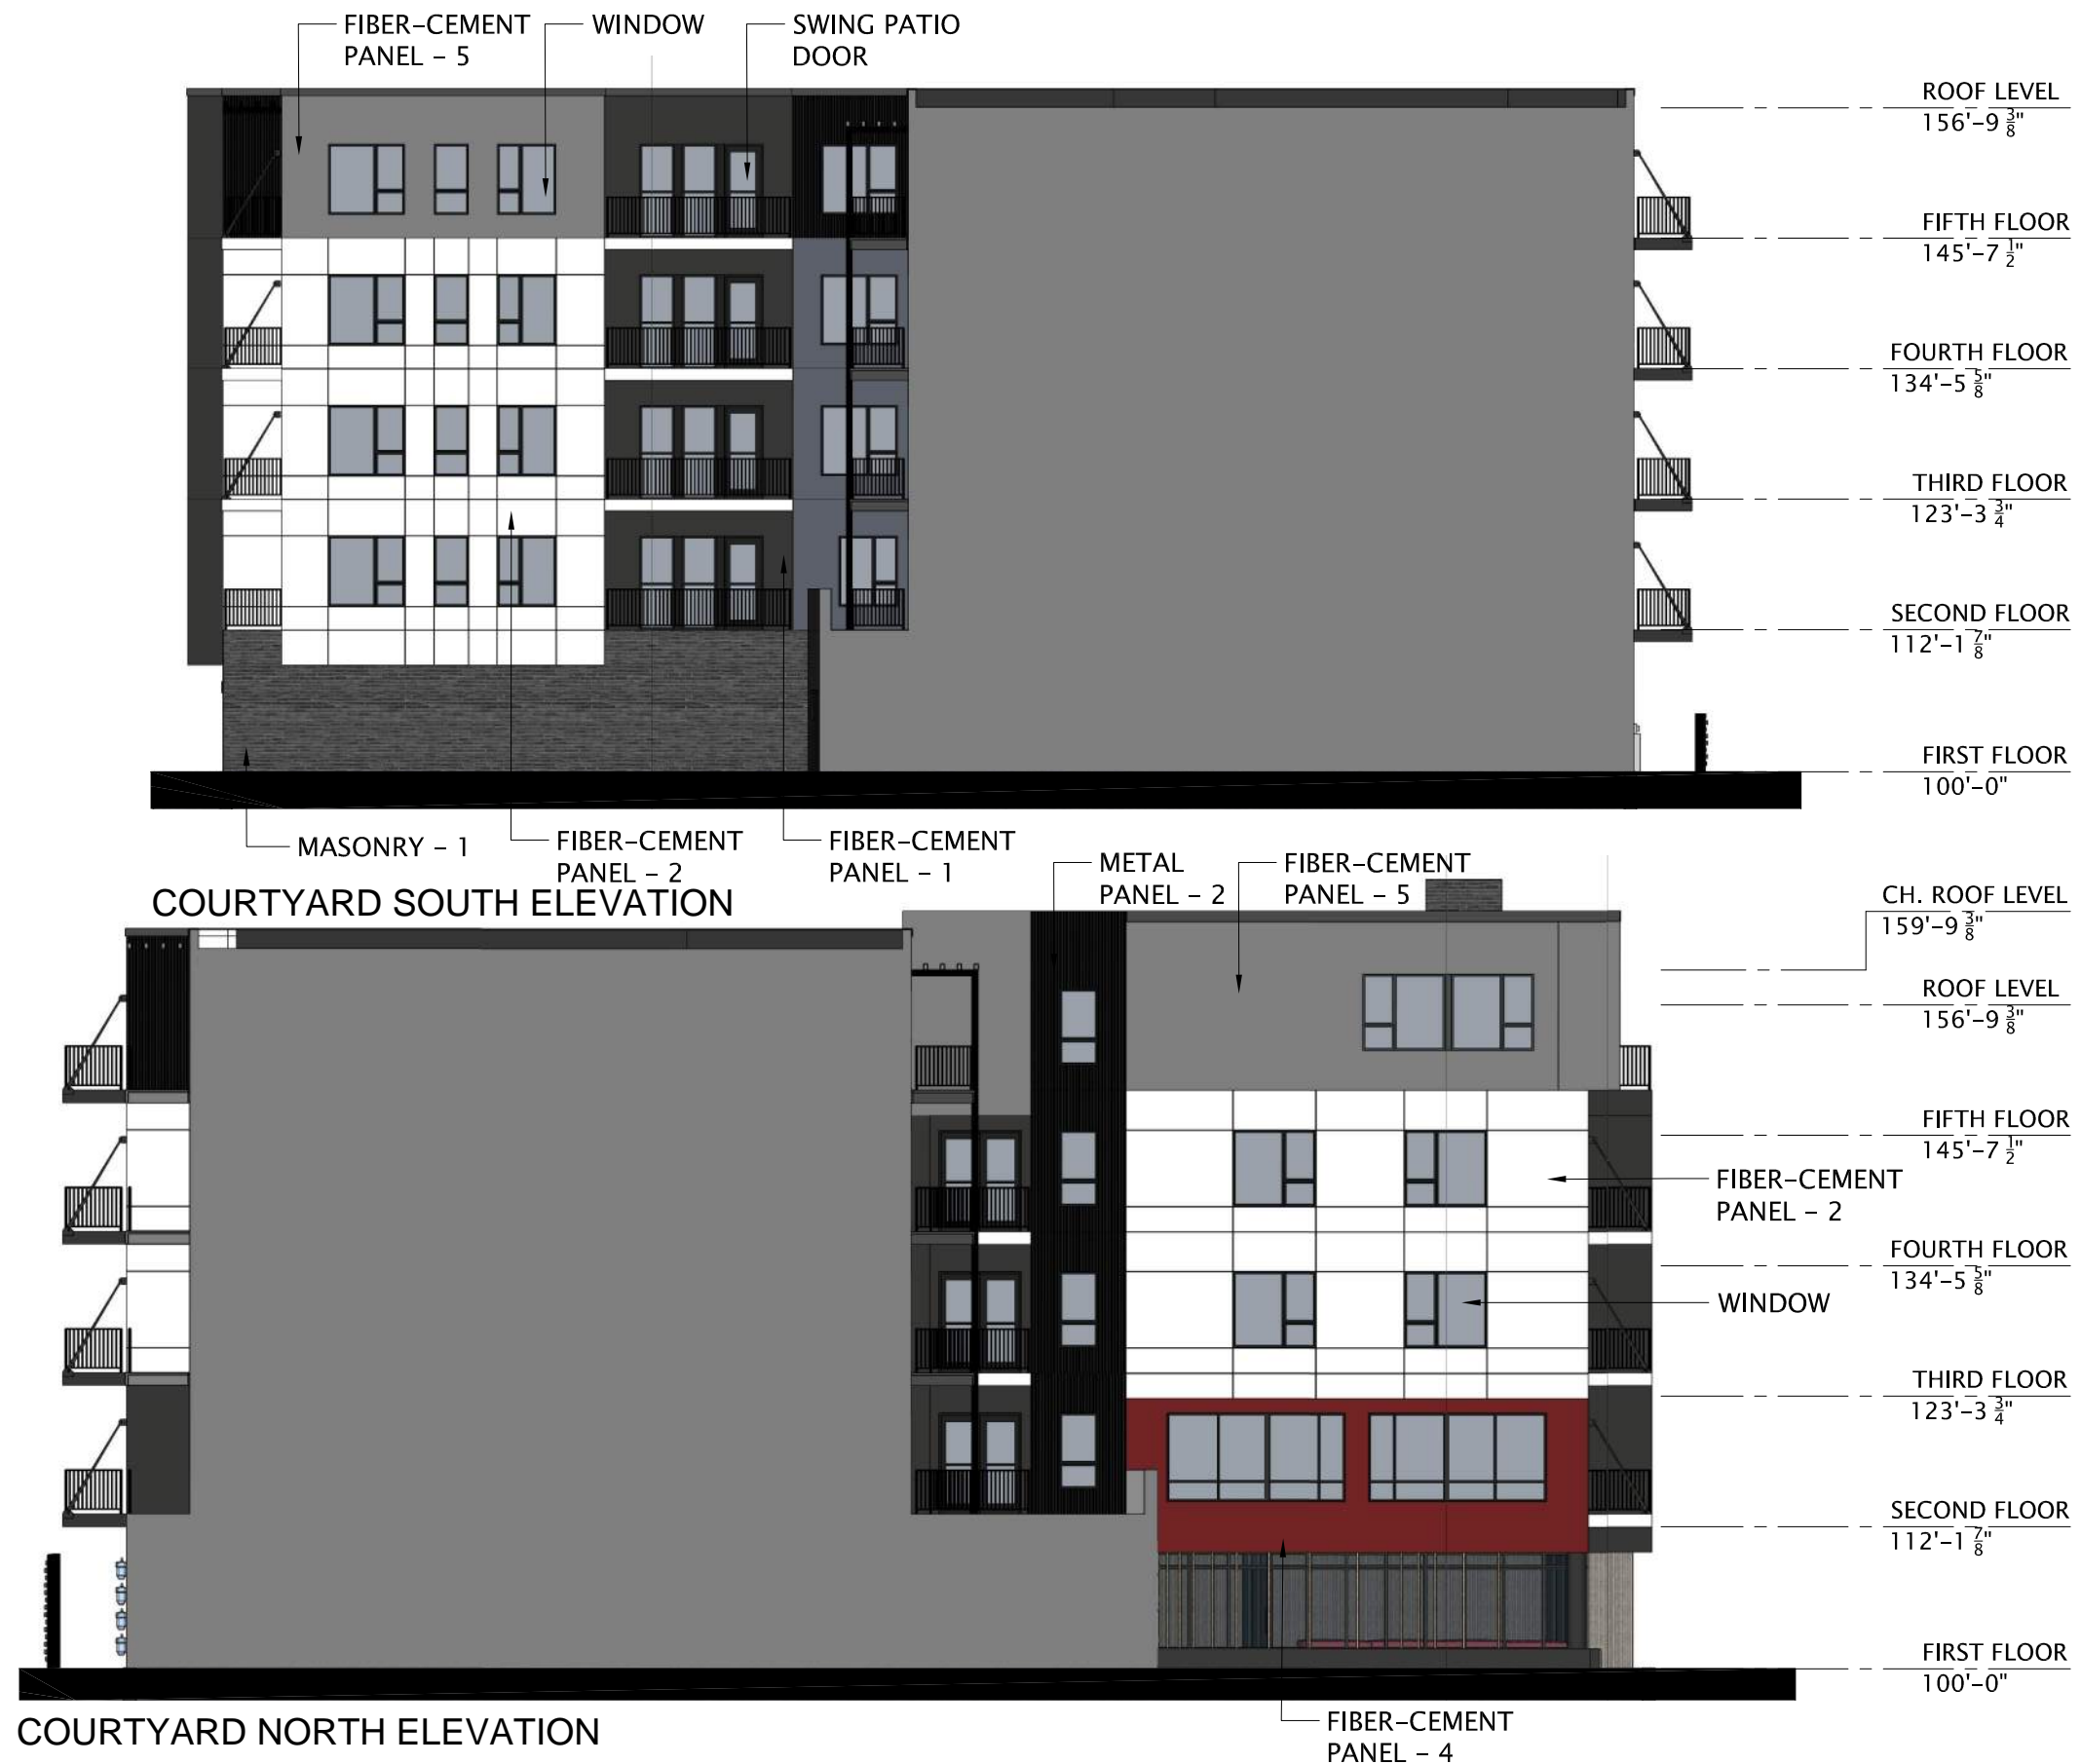 FIBER-CEMENT
PANEL - 5
WINDOW
SWING PATIO
DOOR
ROOF LEVEL
156'-9 3/8"
FIFTH FLOOR
145'-7 1/2"
FOURTH FLOOR
134'-5 5/8"
THIRD FLOOR
123'-3 3/4"
SECOND FLOOR
112'-1 7/8"
FIRST FLOOR
100'-0"
MASONRY - 1
FIBER-CEMENT
PANEL - 2
FIBER-CEMENT
PANEL - 1
COURTYARD SOUTH ELEVATION
METAL
PANEL - 2
FIBER-CEMENT
PANEL - 5
CH. ROOF LEVEL
159'-9 3/8"
ROOF LEVEL
156'-9 3/8"
FIFTH FLOOR
145'-7 1/2"
FIBER-CEMENT
PANEL - 2
FOURTH FLOOR
134'-5 5/8"
WINDOW
THIRD FLOOR
123'-3 3/4"
SECOND FLOOR
112'-1 7/8"
FIRST FLOOR
100'-0"
FIBER-CEMENT
PANEL - 4
COURTYARD NORTH ELEVATION